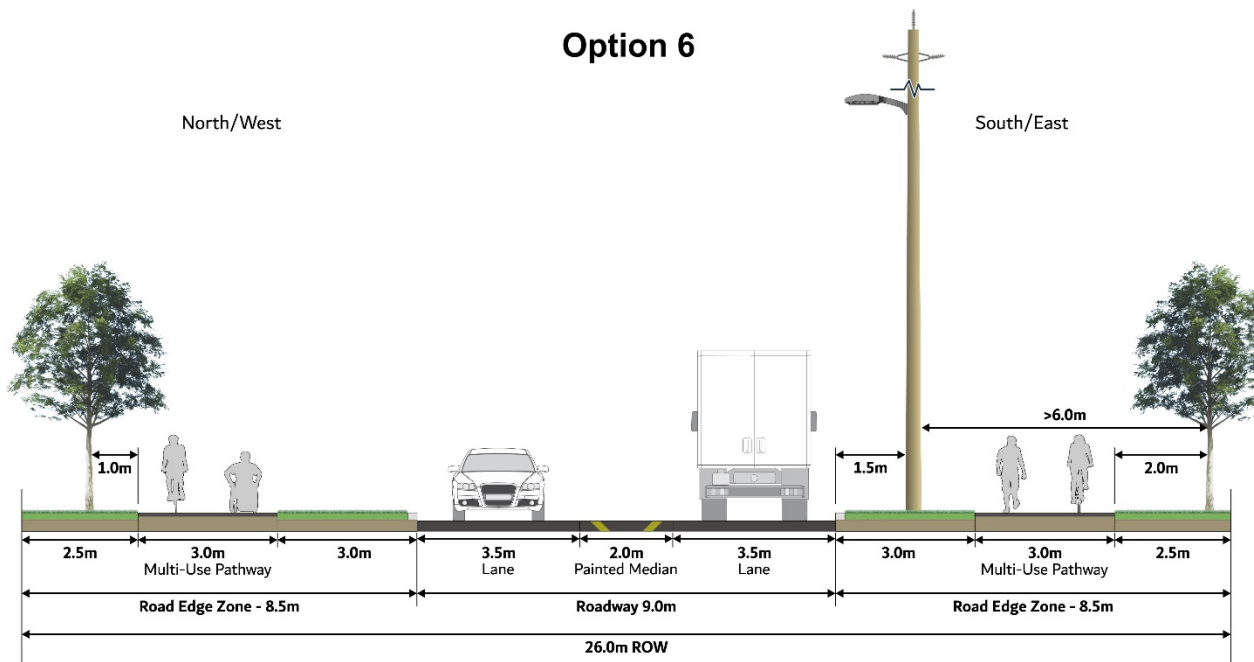 Option 6
North/West
South/East
>6.0m
1.0m
1.5m
2.0m
2.5m
3.0m
3.0m
3.5m
2.0m
3.5m
3.0m
3.0m
2.5m
Multi-Use Pathway
Lane
Painted Median
Lane
Multi-Use Pathway
Road Edge Zone - 8.5m
Roadway 9.0m
Road Edge Zone - 8.5m
26.0m ROW